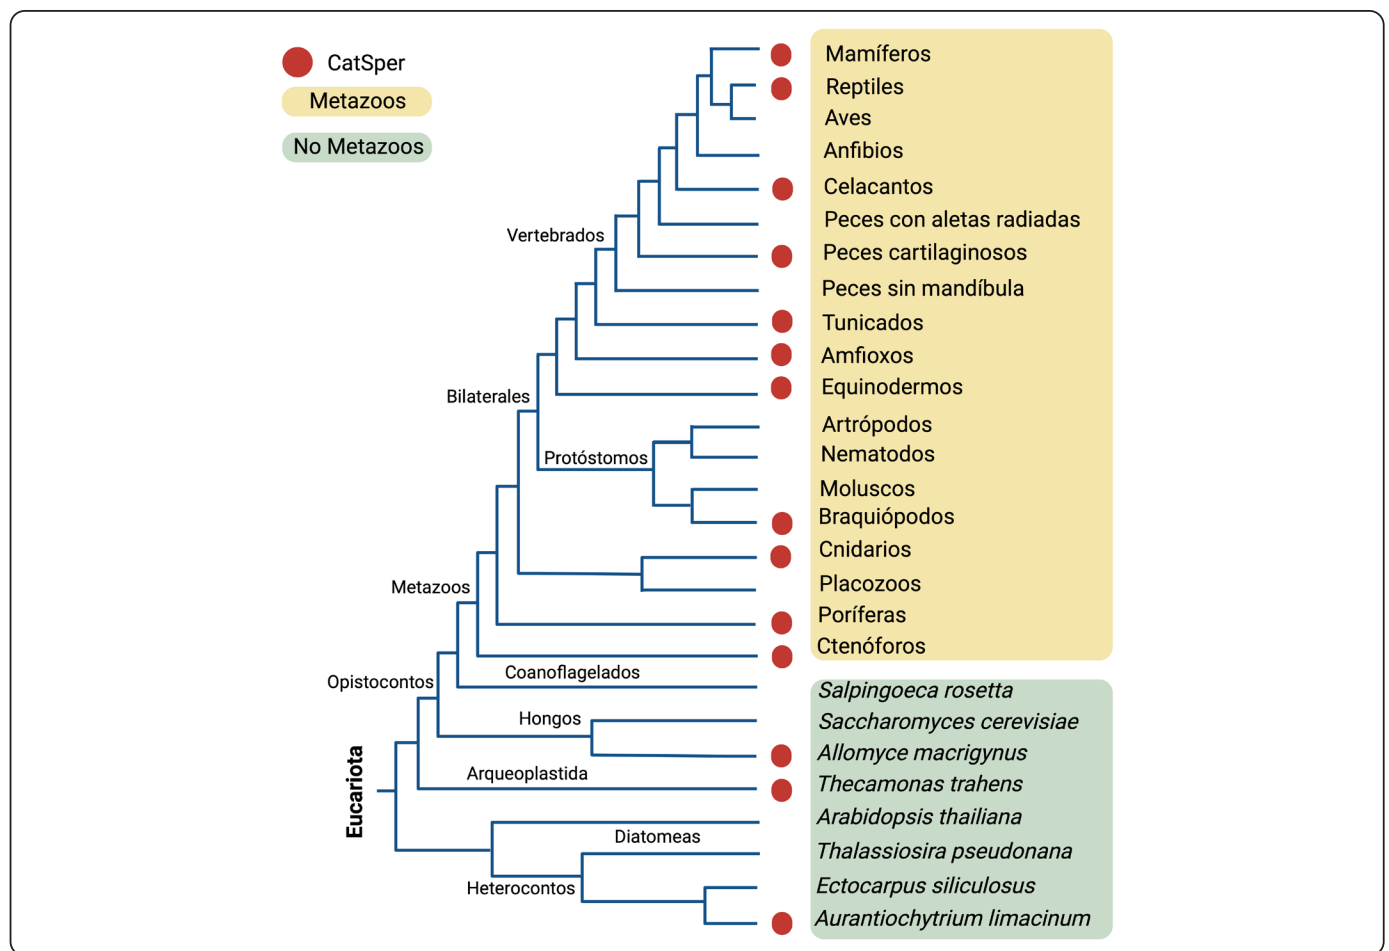 CatSper
Metazoos
No Metazoos
Mamíferos
Reptiles
Aves
Anfibios
Celacantos
Peces con aletas radiadas
Vertebrados
Peces cartilaginosos
Peces sin mandíbula
Tunicados
Amfioxos
Equinodermos
Bilaterales
Artrópodos
Protóstomos
Nematodos
Moluscos
Braquiópodos
Cnidarios
Metazoos
Placozoos
Poríferas
Ctenóforos
Coanoflagelados
Opistocontos
Salpingoeca rosetta
Hongos
Saccharomyces cerevisiae
Allomyce macrigynus
Eucariota
Arqueoplastida
Thecamonas trahens
Arabidopsis thailiana
Diatomeas
Thalassiosira pseudonana
Heterocontos
Ectocarpus siliculosus
Aurantiochytrium limacinum